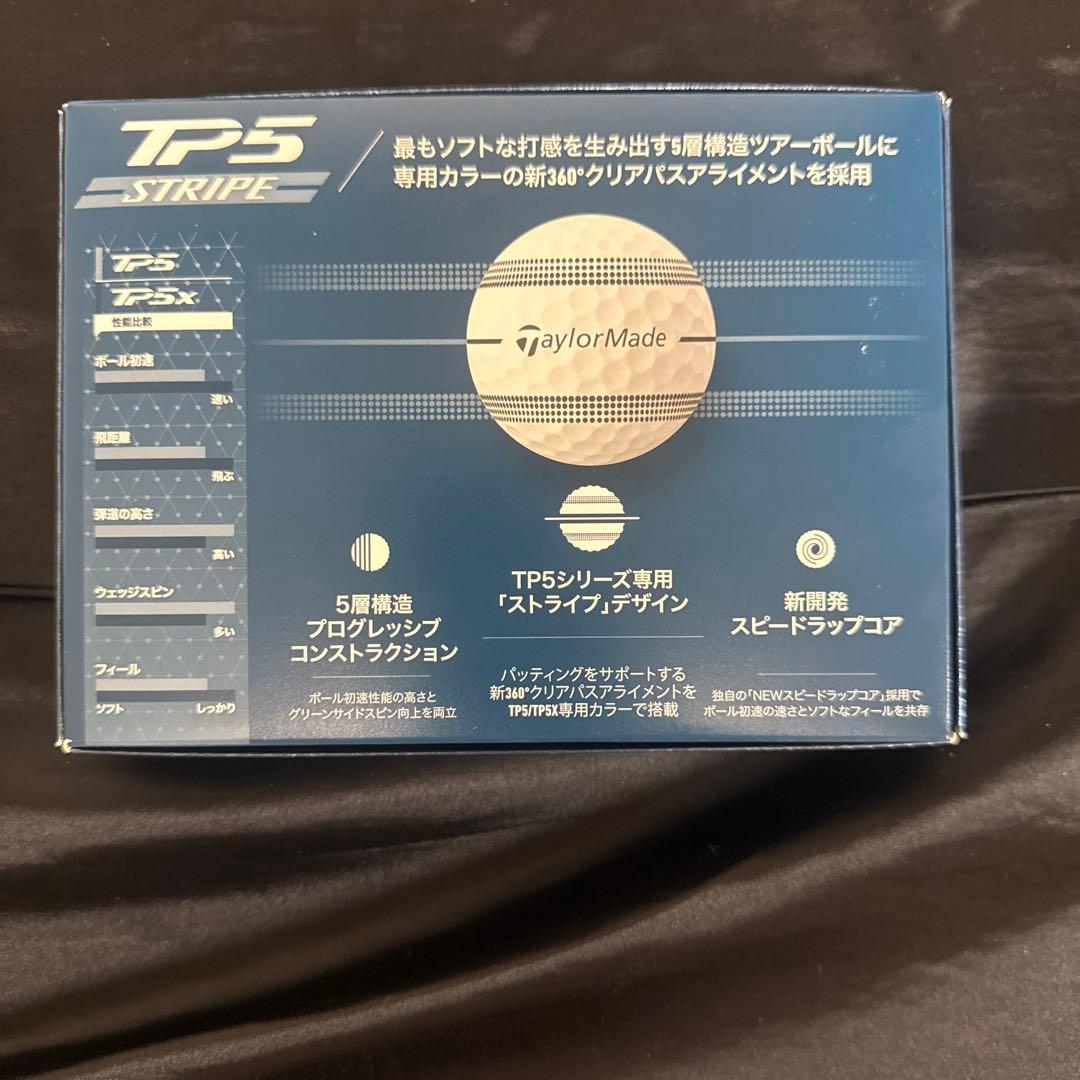 TP5
STRIPE
最もソフトな打感を生み出す5層構造ツアーボールに
専用カラーの新360°クリアパスアライメントを採用
TP5
TP5x
性能比較
ボール初速
速い
飛距離
飛ぶ
弾道の高さ
高い
ウェッジスピン
多い
フィール
ソフト
しっかり
TaylorMade
5層構造
プログレッシブ
コンストラクション
ボール初速性能の高さと
グリーンサイドスピン向上を両立
TP5シリーズ専用
「ストライプ」デザイン
パッティングをサポートする
新360°クリアパスアライメントを
TP5/TP5X専用カラーで搭載
新開発
スピードラップコア
独自の「NEWスピードラップコア」採用で
ボール初速の速さとソフトなフィールを共存